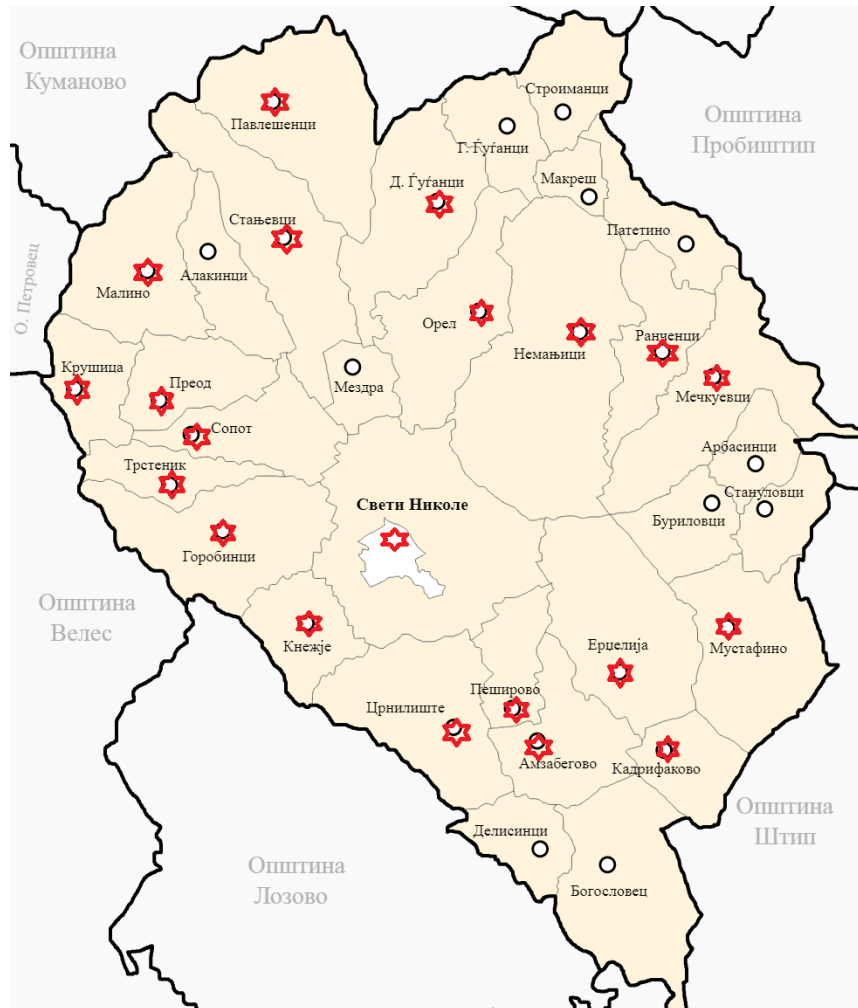 Општина
Куманово
Строиманци
Павлешенци
Општина
Пробиштип
Г. Ѓуѓанци
Д. Ѓуѓанци
Макреш
Стањевци
Патетино
О. Петровец
Алакинци
Малино
Орел
Ранченци
Немањици
Крушица
Преод
Мездра
Мечкуевци
Сопот
Арбасинци
Трстеник
Стануловци
Свети Николе
Буриловци
Горобинци
Општина
Велес
Кнежје
Ерџелија
Мустафино
Пеширово
Црнилиште
Амзабегово
Кадрифаково
Општина
Штип
Делисинци
Општина
Лозово
Богословец